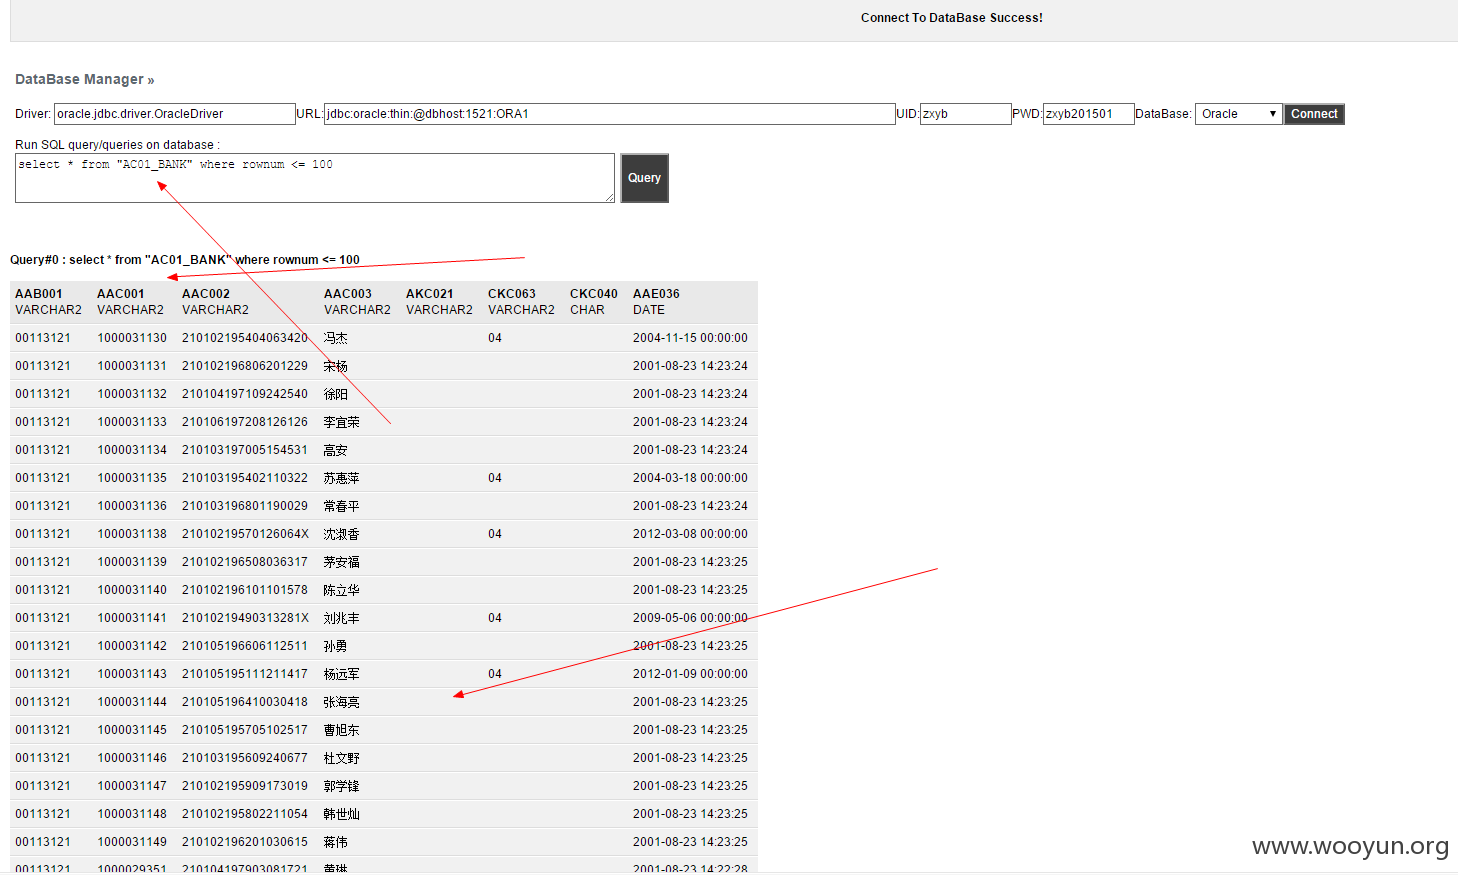 Connect To DataBase Success!
DataBase Manager »
Driver: oracle.jdbc.driver.OracleDriver URL: jdbc:oracle:thin:@dbhost:1521:ORA1 UID: zxyb PWD: zxyb201501 DataBase: Oracle Connect
Run SQL query/queries on database :
select * from "AC01_BANK" where rownum <= 100
Query
Query#0 : select * from "AC01_BANK" where rownum <= 100
AAB001 AAC001 AAC002 AAC003 AKC021 CKC063 CKC040 AAE036
VARCHAR2 VARCHAR2 VARCHAR2 VARCHAR2 VARCHAR2 VARCHAR2 CHAR DATE
00113121 1000031130 210102195404063420 冯杰 04 2004-11-15 00:00:00
00113121 1000031131 210102196806201229 宋杨 2001-08-23 14:23:24
00113121 1000031132 210104197109242540 徐阳 2001-08-23 14:23:24
00113121 1000031133 210106197208126126 李宜荣 2001-08-23 14:23:24
00113121 1000031134 210103197005154531 高安 2001-08-23 14:23:24
00113121 1000031135 210103195402110322 苏惠萍 04 2004-03-18 00:00:00
00113121 1000031136 210103196801190029 常春平 2001-08-23 14:23:24
00113121 1000031138 21010219570126064X 沈淑香 04 2012-03-08 00:00:00
00113121 1000031139 210102196508036317 茅安福 2001-08-23 14:23:25
00113121 1000031140 210102196101101578 陈立华 2001-08-23 14:23:25
00113121 1000031141 21010219490313281X 刘兆丰 04 2009-05-06 00:00:00
00113121 1000031142 210105196606112511 孙勇 2001-08-23 14:23:25
00113121 1000031143 210105195111211417 杨远军 04 2012-01-09 00:00:00
00113121 1000031144 210105196410030418 张海亮 2001-08-23 14:23:25
00113121 1000031145 210105195705102517 曹旭东 2001-08-23 14:23:25
00113121 1000031146 210103195609240677 杜文野 2001-08-23 14:23:25
00113121 1000031147 210102195909173019 郭学锋 2001-08-23 14:23:25
00113121 1000031148 210102195802211054 韩世灿 2001-08-23 14:23:25
00113121 1000031149 210102196201030615 蒋伟 2001-08-23 14:23:25
00113121 1000029351 210104197903081721 黄琳 2001-08-23 14:22:28
www.wooyun.org